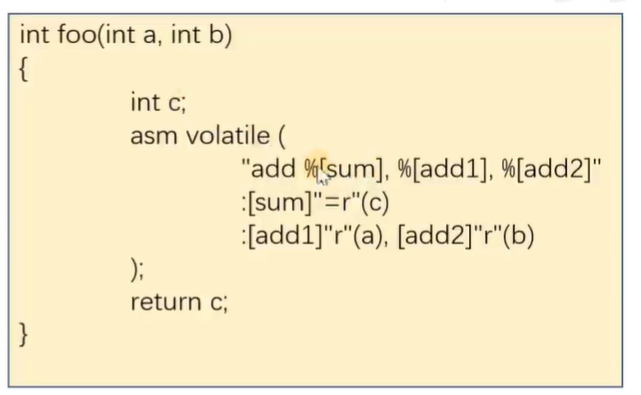 int foo(int a, int b)
{
int c;
asm volatile (
"add %[sum], %[add1], %[add2]"
:[sum]"=r"(c)
:[add1]"r"(a), [add2]"r"(b)
);
return c;
}